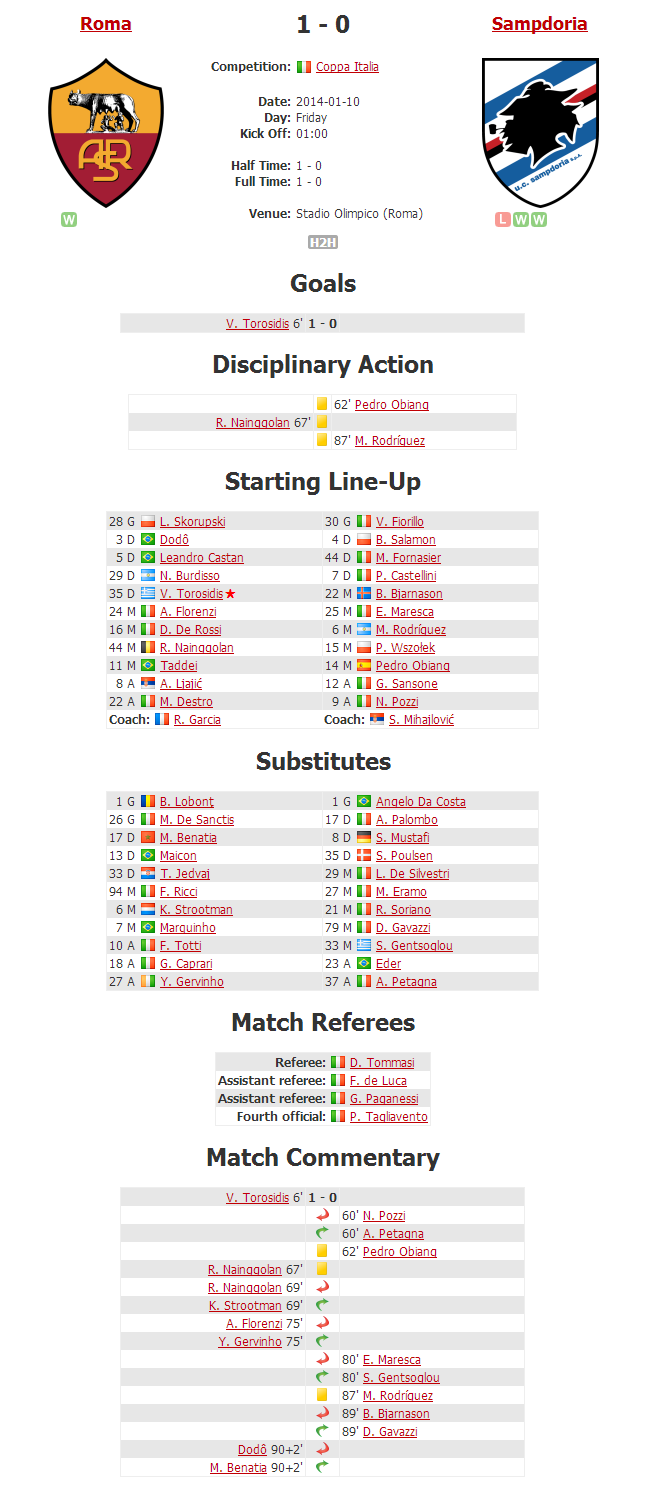 Roma 1 - 0 Sampdoria
Competition: Coppa Italia
Date: 2014-01-10
Day: Friday
Kick Off: 01:00
Half Time: 1 - 0
Full Time: 1 - 0
Venue: Stadio Olimpico (Roma)
ASR
u.c. sampdoria s.p.a.
W
L W W
H2H
Goals
V. Torosidis 6' 1 - 0
Disciplinary Action
62' Pedro Obiang
R. Nainggolan 67'
87' M. Rodríguez
Starting Line-Up
28 G L. Skorupski 30 G V. Fiorillo
3 D Dodô 4 D B. Salamon
5 D Leandro Castan 44 D M. Fornasier
29 D N. Burdisso 7 D P. Castellini
35 D V. Torosidis 22 M B. Bjarnason
24 M A. Florenzi 25 M E. Maresca
16 M D. De Rossi 6 M M. Rodríguez
44 M R. Nainggolan 15 M P. Wszołek
11 M Taddei 14 M Pedro Obiang
8 A A. Ljajić 12 A G. Sansone
22 A M. Destro 9 A N. Pozzi
Coach: R. Garcia Coach: S. Mihajlović
Substitutes
1 G B. Lobont 1 G Angelo Da Costa
26 G M. De Sanctis 17 D A. Palombo
17 D M. Benatia 8 D S. Mustafi
13 D Maicon 35 D S. Poulsen
33 D T. Jedvaj 29 M L. De Silvestri
94 M F. Ricci 27 M M. Eramo
6 M K. Strootman 21 M R. Soriano
7 M Marquinho 79 M D. Gavazzi
10 A F. Totti 33 M S. Gentsoglou
18 A G. Caprari 23 A Eder
27 A Y. Gervinho 37 A A. Petagna
Match Referees
Referee: D. Tommasi
Assistant referee: F. de Luca
Assistant referee: G. Paganessi
Fourth official: P. Tagliavento
Match Commentary
V. Torosidis 6' 1 - 0
60' N. Pozzi
60' A. Petagna
62' Pedro Obiang
R. Nainggolan 67'
R. Nainggolan 69'
K. Strootman 69'
A. Florenzi 75'
Y. Gervinho 75'
80' E. Maresca
80' S. Gentsoglou
87' M. Rodríguez
89' B. Bjarnason
89' D. Gavazzi
Dodô 90+2'
M. Benatia 90+2'